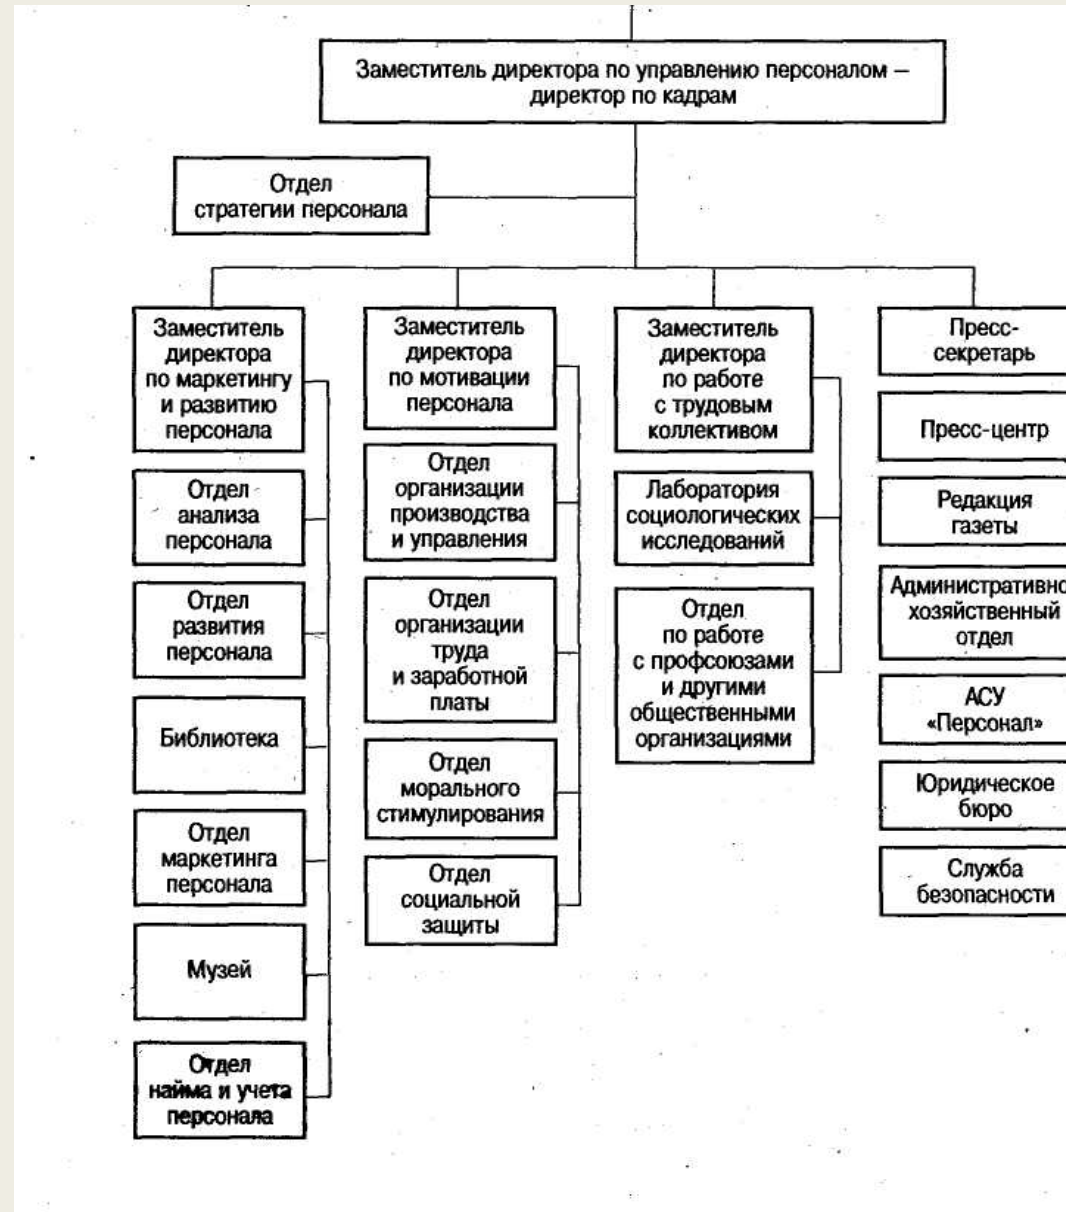 Заместитель директора по управлению персоналом –
директор по кадрам
Отдел
стратегии персонала
Заместитель
директора
по маркетингу
и развитию
персонала
Отдел
анализа
персонала
Отдел
развития
персонала
Библиотека
Отдел
маркетинга
персонала
Музей
Отдел
найма и учета
персонала
Заместитель
директора
по мотивации
персонала
Отдел
организации
производства
и управления
Отдел
организации
труда
и заработной
платы
Отдел
морального
стимулирования
Отдел
социальной
защиты
Заместитель
директора
по работе
с трудовым
коллективом
Лаборатория
социологических
исследований
Отдел
по работе
с профсоюзами
и другими
общественными
организациями
Пресс-
секретарь
Пресс-центр
Редакция
газеты
Административно
хозяйственный
отдел
АСУ
«Персонал»
Юридическое
бюро
Служба
безопасности